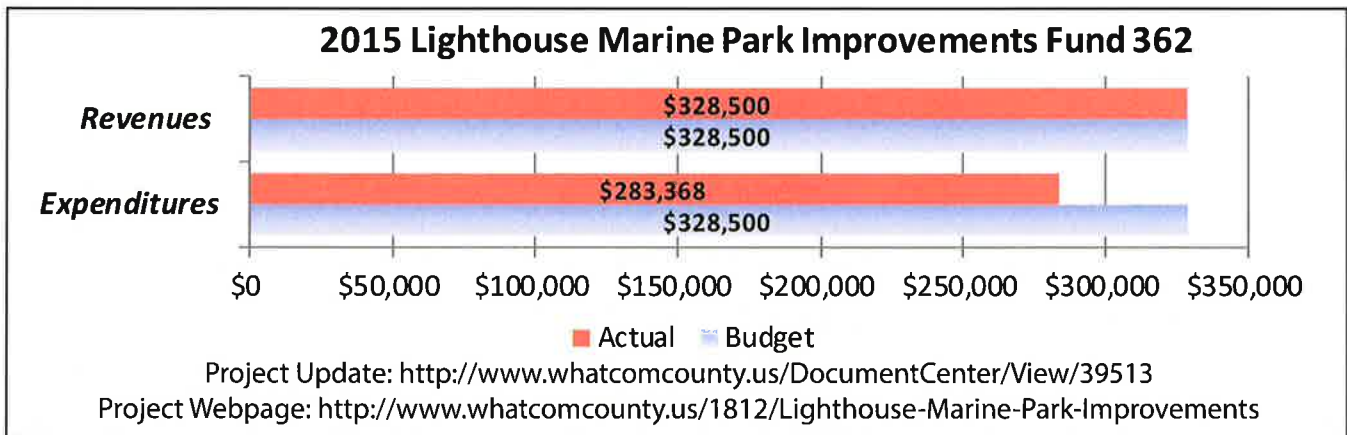 2015 Lighthouse Marine Park Improvements Fund 362
Revenues
$328,500
$328,500
Expenditures
$283,368
$328,500
$0 $50,000 $100,000 $150,000 $200,000 $250,000 $300,000 $350,000
Actual Budget
Project Update: http://www.whatcomcounty.us/DocumentCenter/View/39513
Project Webpage: http://www.whatcomcounty.us/1812/Lighthouse-Marine-Park-Improvements